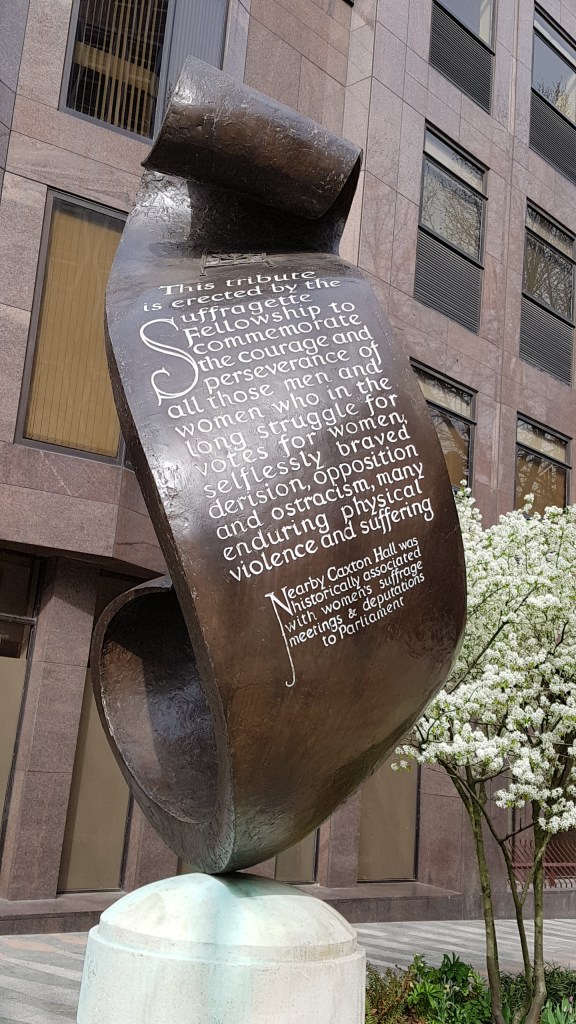 This tribute
is erected by the
Suffragette
Fellowship to
commemorate
the courage and
perseverance of
all those men and
women who in the
long struggle for
votes for women,
selflessly braved
derision, opposition
and ostracism, many
enduring physical
violence and suffering
Nearby Caxton Hall was
historically associated
with women's suffrage
meetings & deputations
to Parliament